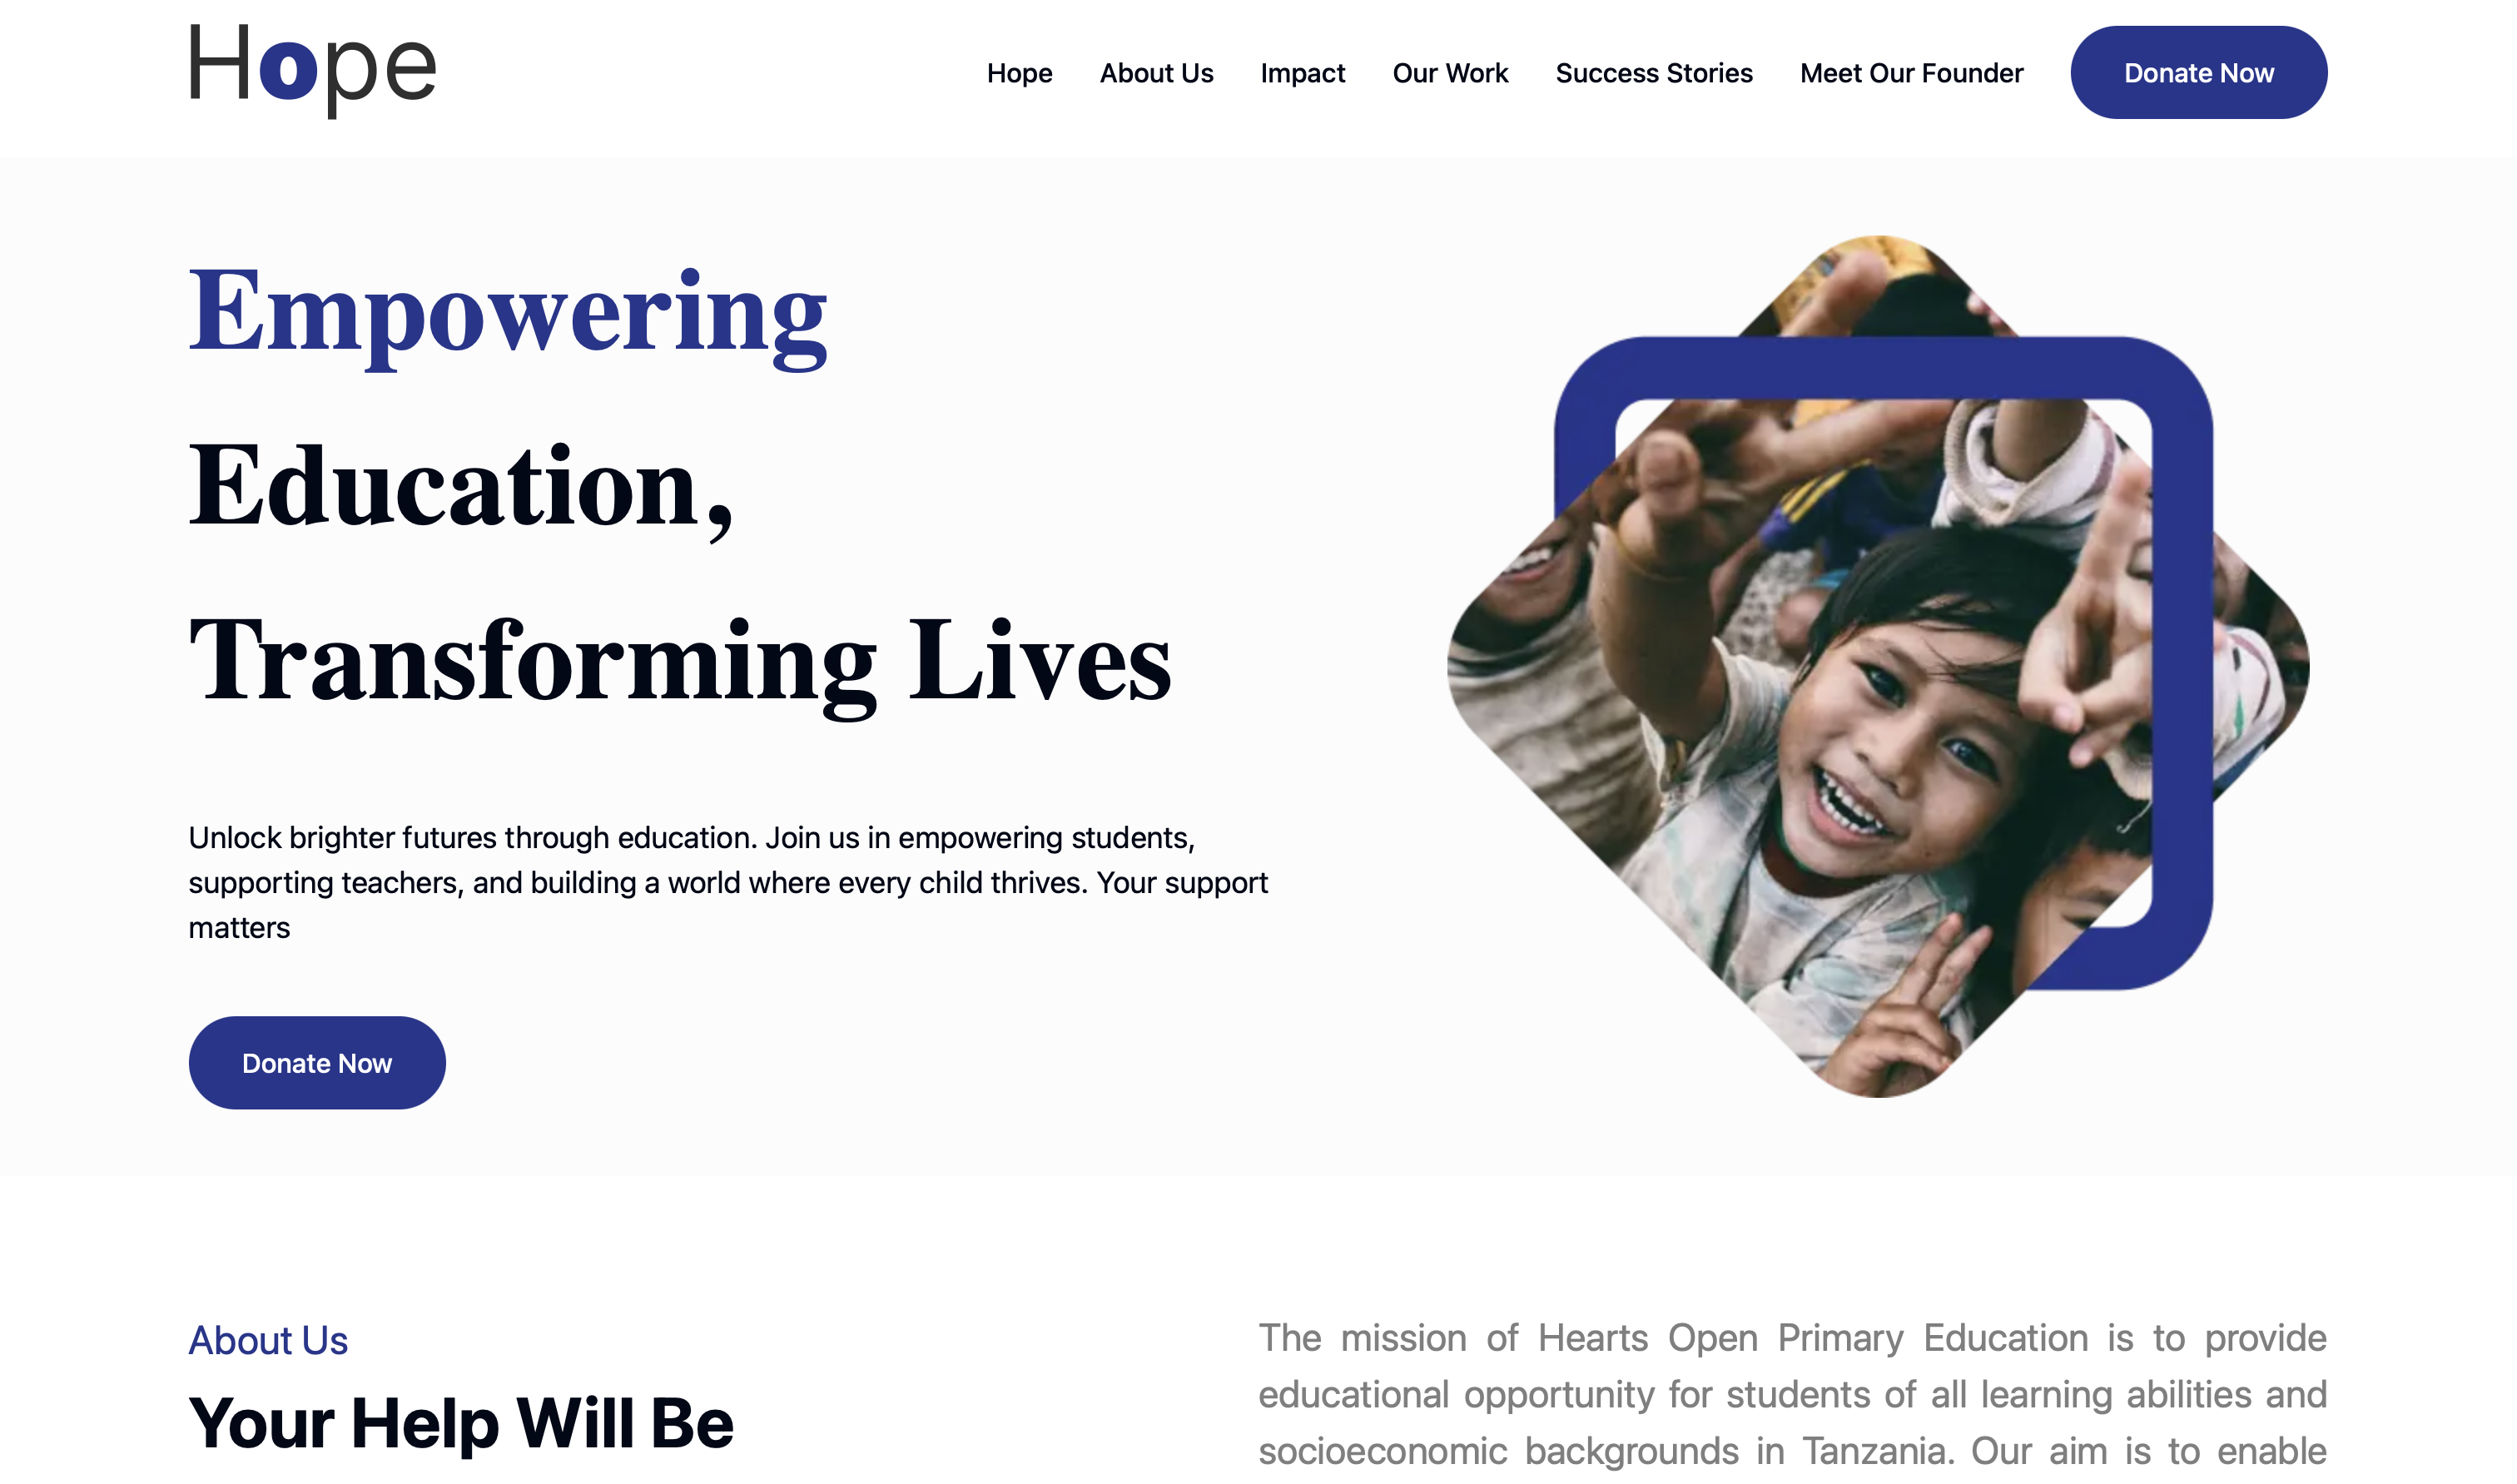 Hope
Hope
About Us
Impact
Our Work
Success Stories
Meet Our Founder
Donate Now
Empowering
Education,
Transforming Lives
Unlock brighter futures through education. Join us in empowering students,
supporting teachers, and building a world where every child thrives. Your support
matters
Donate Now
About Us
Your Help Will Be
The mission of Hearts Open Primary Education is to provide
educational opportunity for students of all learning abilities and
socioeconomic backgrounds in Tanzania. Our aim is to enable